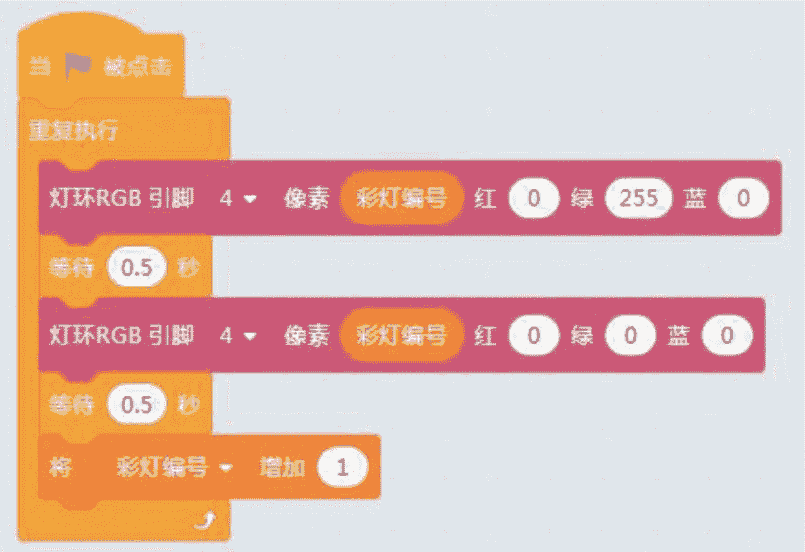 当 被点击
重复执行
灯环RGB 引脚 4 像素 彩灯编号 红 0 绿 255 蓝 0
等待 0.5 秒
灯环RGB 引脚 4 像素 彩灯编号 红 0 绿 0 蓝 0
等待 0.5 秒
将 彩灯编号 增加 1